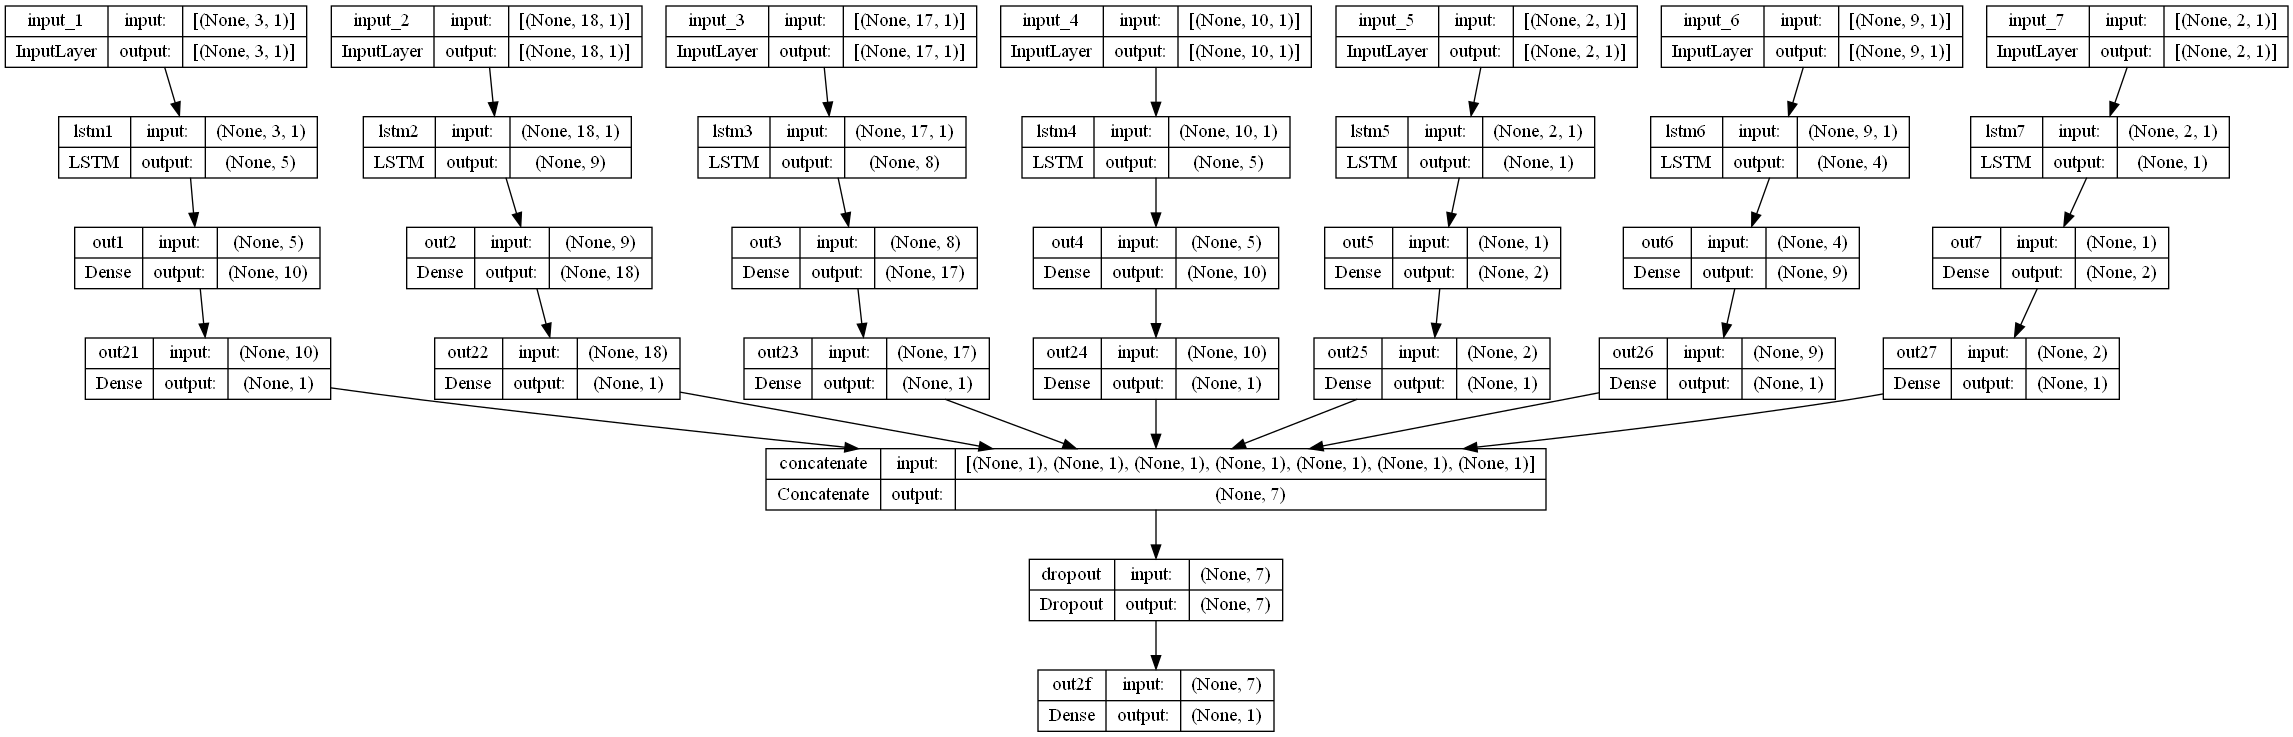 input_1 input: [(None, 3, 1)]
InputLayer output: [(None, 3, 1)]
input_2 input: [(None, 18, 1)]
InputLayer output: [(None, 18, 1)]
input_3 input: [(None, 17, 1)]
InputLayer output: [(None, 17, 1)]
input_4 input: [(None, 10, 1)]
InputLayer output: [(None, 10, 1)]
input_5 input: [(None, 2, 1)]
InputLayer output: [(None, 2, 1)]
input_6 input: [(None, 9, 1)]
InputLayer output: [(None, 9, 1)]
input_7 input: [(None, 2, 1)]
InputLayer output: [(None, 2, 1)]
lstm1 input: (None, 3, 1)
LSTM output: (None, 5)
lstm2 input: (None, 18, 1)
LSTM output: (None, 9)
lstm3 input: (None, 17, 1)
LSTM output: (None, 8)
lstm4 input: (None, 10, 1)
LSTM output: (None, 5)
lstm5 input: (None, 2, 1)
LSTM output: (None, 1)
lstm6 input: (None, 9, 1)
LSTM output: (None, 4)
lstm7 input: (None, 2, 1)
LSTM output: (None, 1)
out1 input: (None, 5)
Dense output: (None, 10)
out2 input: (None, 9)
Dense output: (None, 18)
out3 input: (None, 8)
Dense output: (None, 17)
out4 input: (None, 5)
Dense output: (None, 10)
out5 input: (None, 1)
Dense output: (None, 2)
out6 input: (None, 4)
Dense output: (None, 9)
out7 input: (None, 1)
Dense output: (None, 2)
out21 input: (None, 10)
Dense output: (None, 1)
out22 input: (None, 18)
Dense output: (None, 1)
out23 input: (None, 17)
Dense output: (None, 1)
out24 input: (None, 10)
Dense output: (None, 1)
out25 input: (None, 2)
Dense output: (None, 1)
out26 input: (None, 9)
Dense output: (None, 1)
out27 input: (None, 2)
Dense output: (None, 1)
concatenate input: [(None, 1), (None, 1), (None, 1), (None, 1), (None, 1), (None, 1), (None, 1)]
Concatenate output: (None, 7)
dropout input: (None, 7)
Dropout output: (None, 7)
out2f input: (None, 7)
Dense output: (None, 1)